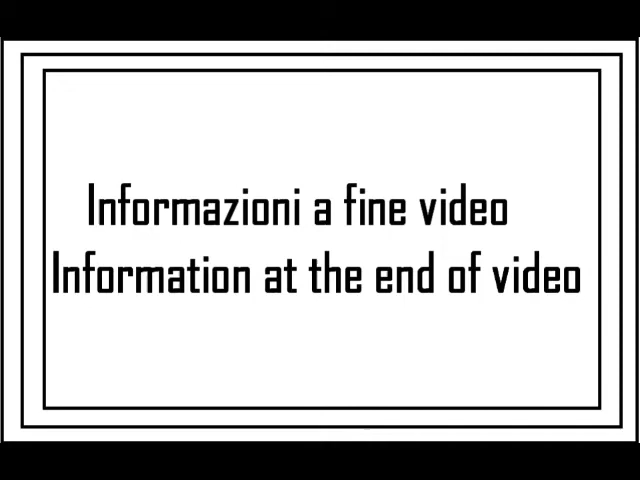 Informazioni a fine video
Information at the end of video